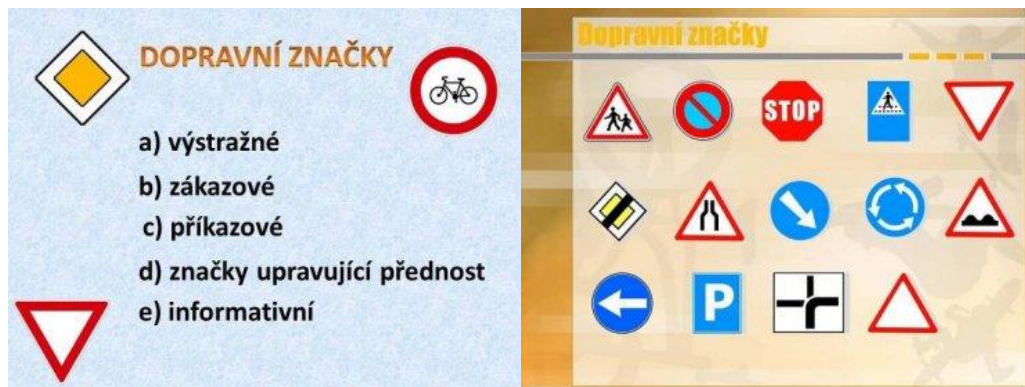 DOPRAVNÍ ZNAČKY
a) výstražné
b) zákazové
c) příkazové
d) značky upravující přednost
e) informativní
Dopravní značky
STOP
P